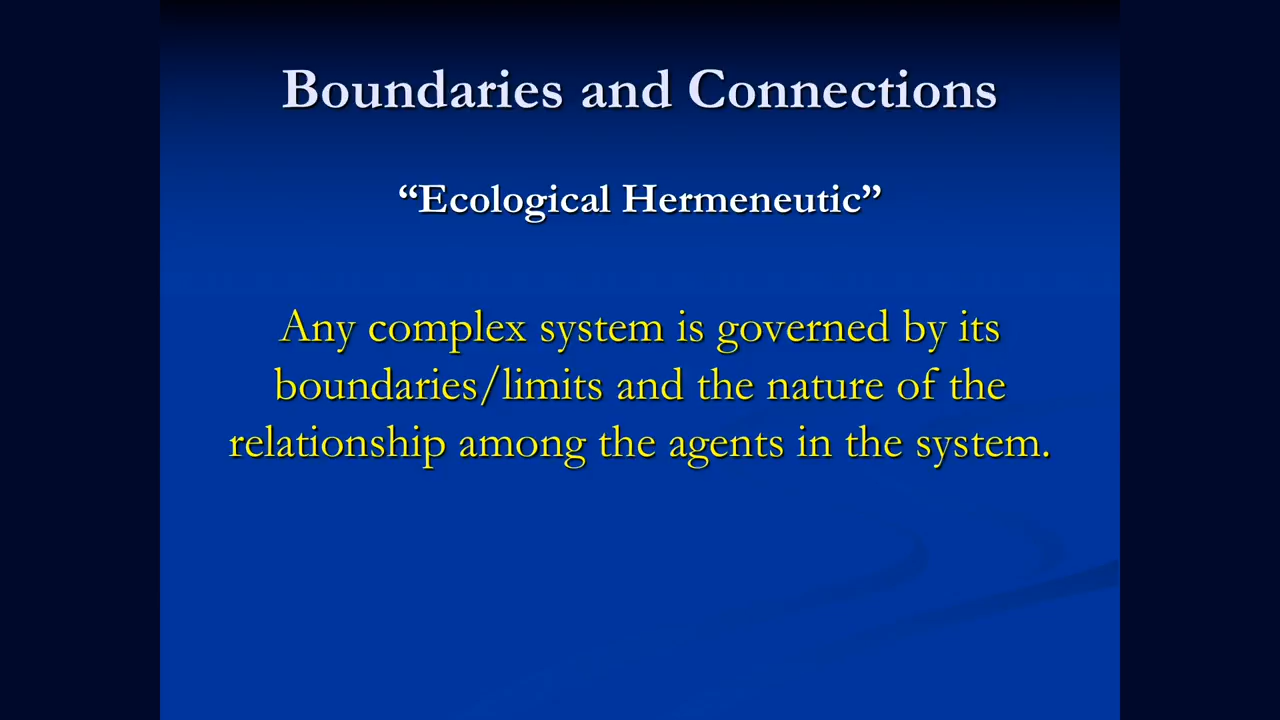 Boundaries and Connections
“Ecological Hermeneutic”
Any complex system is governed by its
boundaries/limits and the nature of the
relationship among the agents in the system.